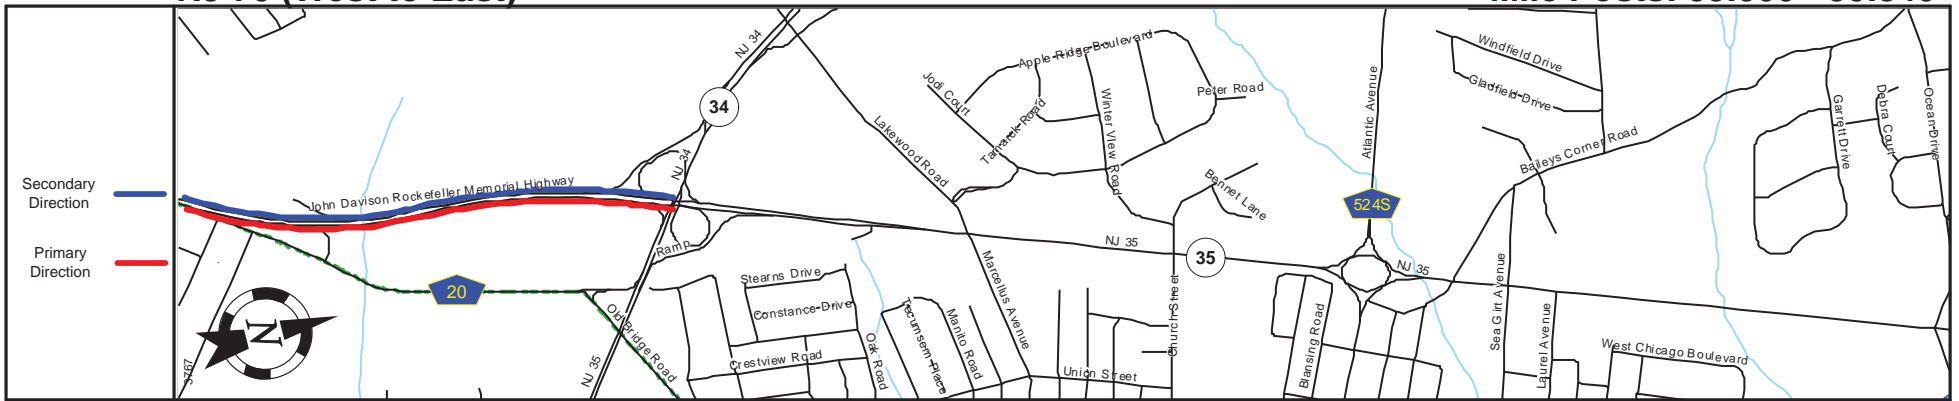 NJ 34
34
NJ 34
Secondary
Direction
Primary
Direction
John Davison Rockefeller Memorial Highway
20
Ramp
Old Bridge Road
NJ 35
3767
N
Lakewood Road
Jodi Court
Apple Ridge Boulevard
Tamarack Road
Winter View Road
Peter Road
Bennet Lane
NJ 35
35
Stearns Drive
Constance Drive
Crestview Road
Oak Road
Tecumsem Place
Manito Road
Marcellus Avenue
Union Street
Church Street
Atlantic Avenue
524S
NJ 35
Blansing Road
Windfield Drive
Gladfield Drive
Baileys Corner Road
Sea Girt Avenue
Laurel Avenue
West Chicago Boulevard
Garrett Drive
Debra Court
Ocean Drive